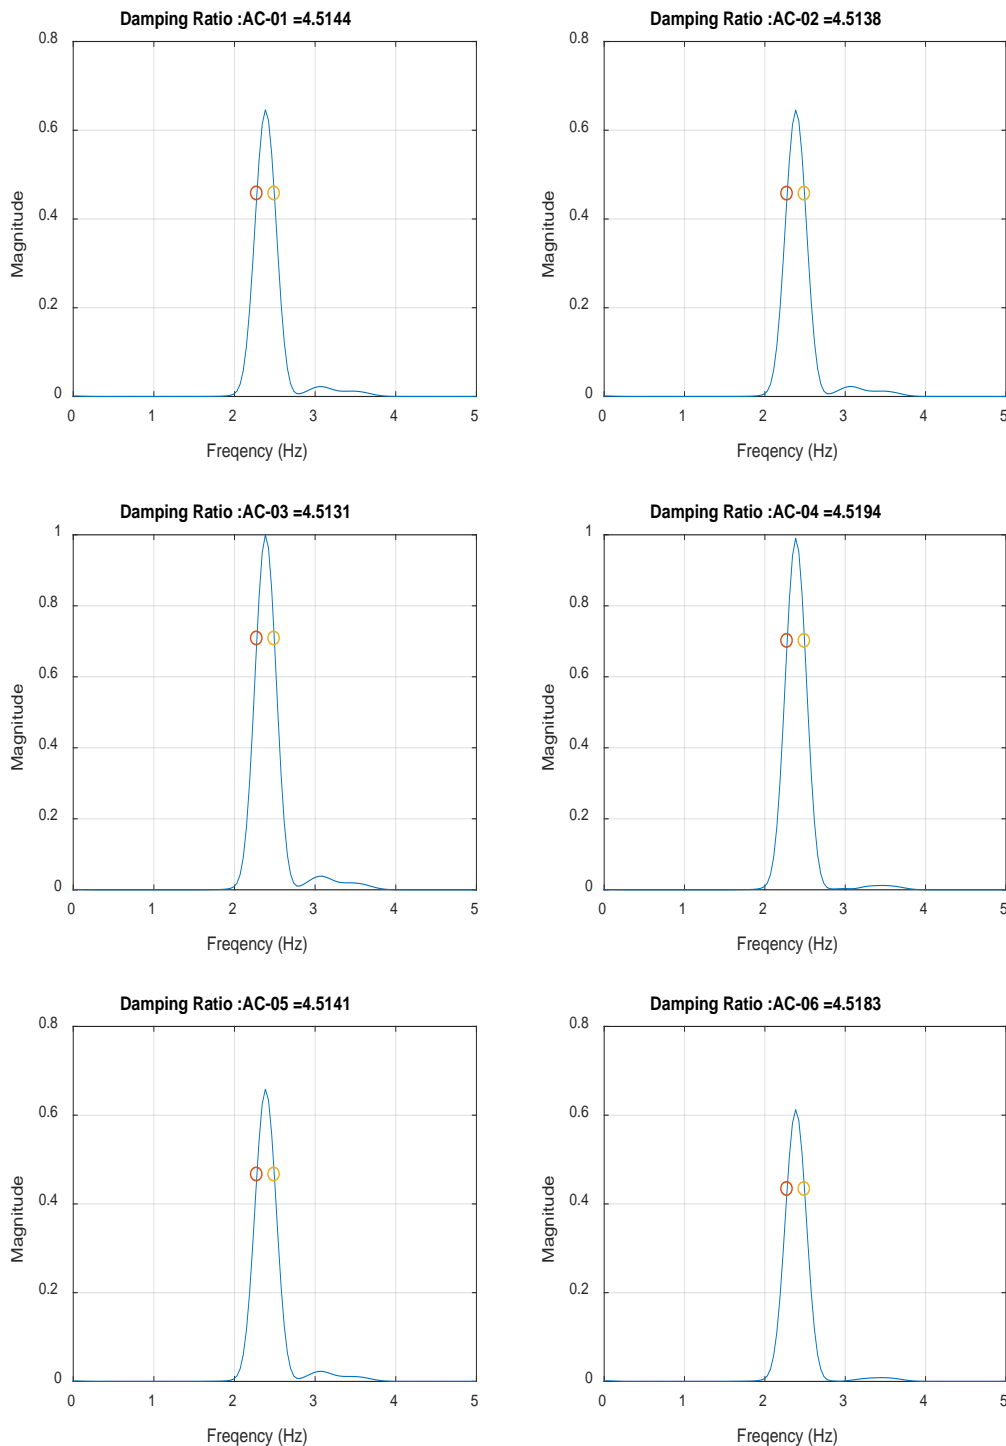 Damping Ratio :AC-01 =4.5144
0.8
0.6
0.4
0.2
0
0 1 2 3 4 5
Magnitude
Freqency (Hz)
Damping Ratio :AC-02 =4.5138
0.8
0.6
0.4
0.2
0
0 1 2 3 4 5
Magnitude
Freqency (Hz)
Damping Ratio :AC-03 =4.5131
1
0.8
0.6
0.4
0.2
0
0 1 2 3 4 5
Magnitude
Freqency (Hz)
Damping Ratio :AC-04 =4.5194
1
0.8
0.6
0.4
0.2
0
0 1 2 3 4 5
Magnitude
Freqency (Hz)
Damping Ratio :AC-05 =4.5141
0.8
0.6
0.4
0.2
0
0 1 2 3 4 5
Magnitude
Freqency (Hz)
Damping Ratio :AC-06 =4.5183
0.8
0.6
0.4
0.2
0
0 1 2 3 4 5
Magnitude
Freqency (Hz)